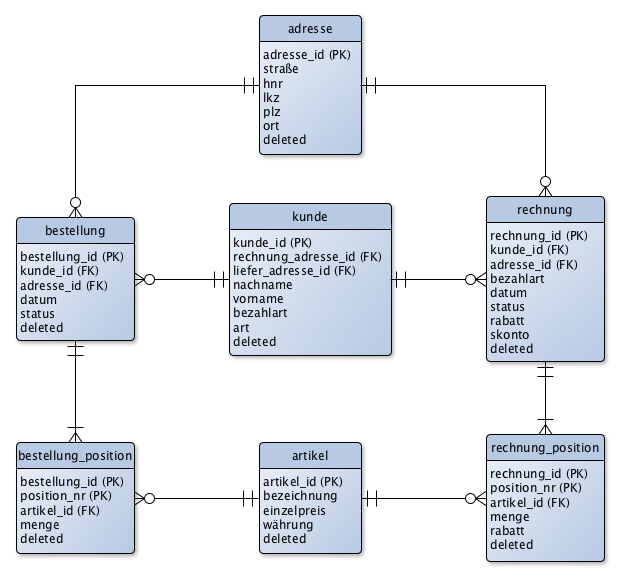 adresse
adresse_id (PK)
straße
hnr
lkz
plz
ort
deleted
bestellung
bestellung_id (PK)
kunde_id (FK)
adresse_id (FK)
datum
status
deleted
kunde
kunde_id (PK)
rechnung_adresse_id (FK)
liefer_adresse_id (FK)
nachname
vorname
bezahlart
art
deleted
rechnung
rechnung_id (PK)
kunde_id (FK)
adresse_id (FK)
bezahlart
datum
status
rabatt
skonto
deleted
bestellung_position
bestellung_id (PK)
position_nr (PK)
artikel_id (FK)
menge
deleted
artikel
artikel_id (PK)
bezeichnung
einzelpreis
währung
deleted
rechnung_position
rechnung_id (PK)
position_nr (PK)
artikel_id (FK)
menge
rabatt
deleted